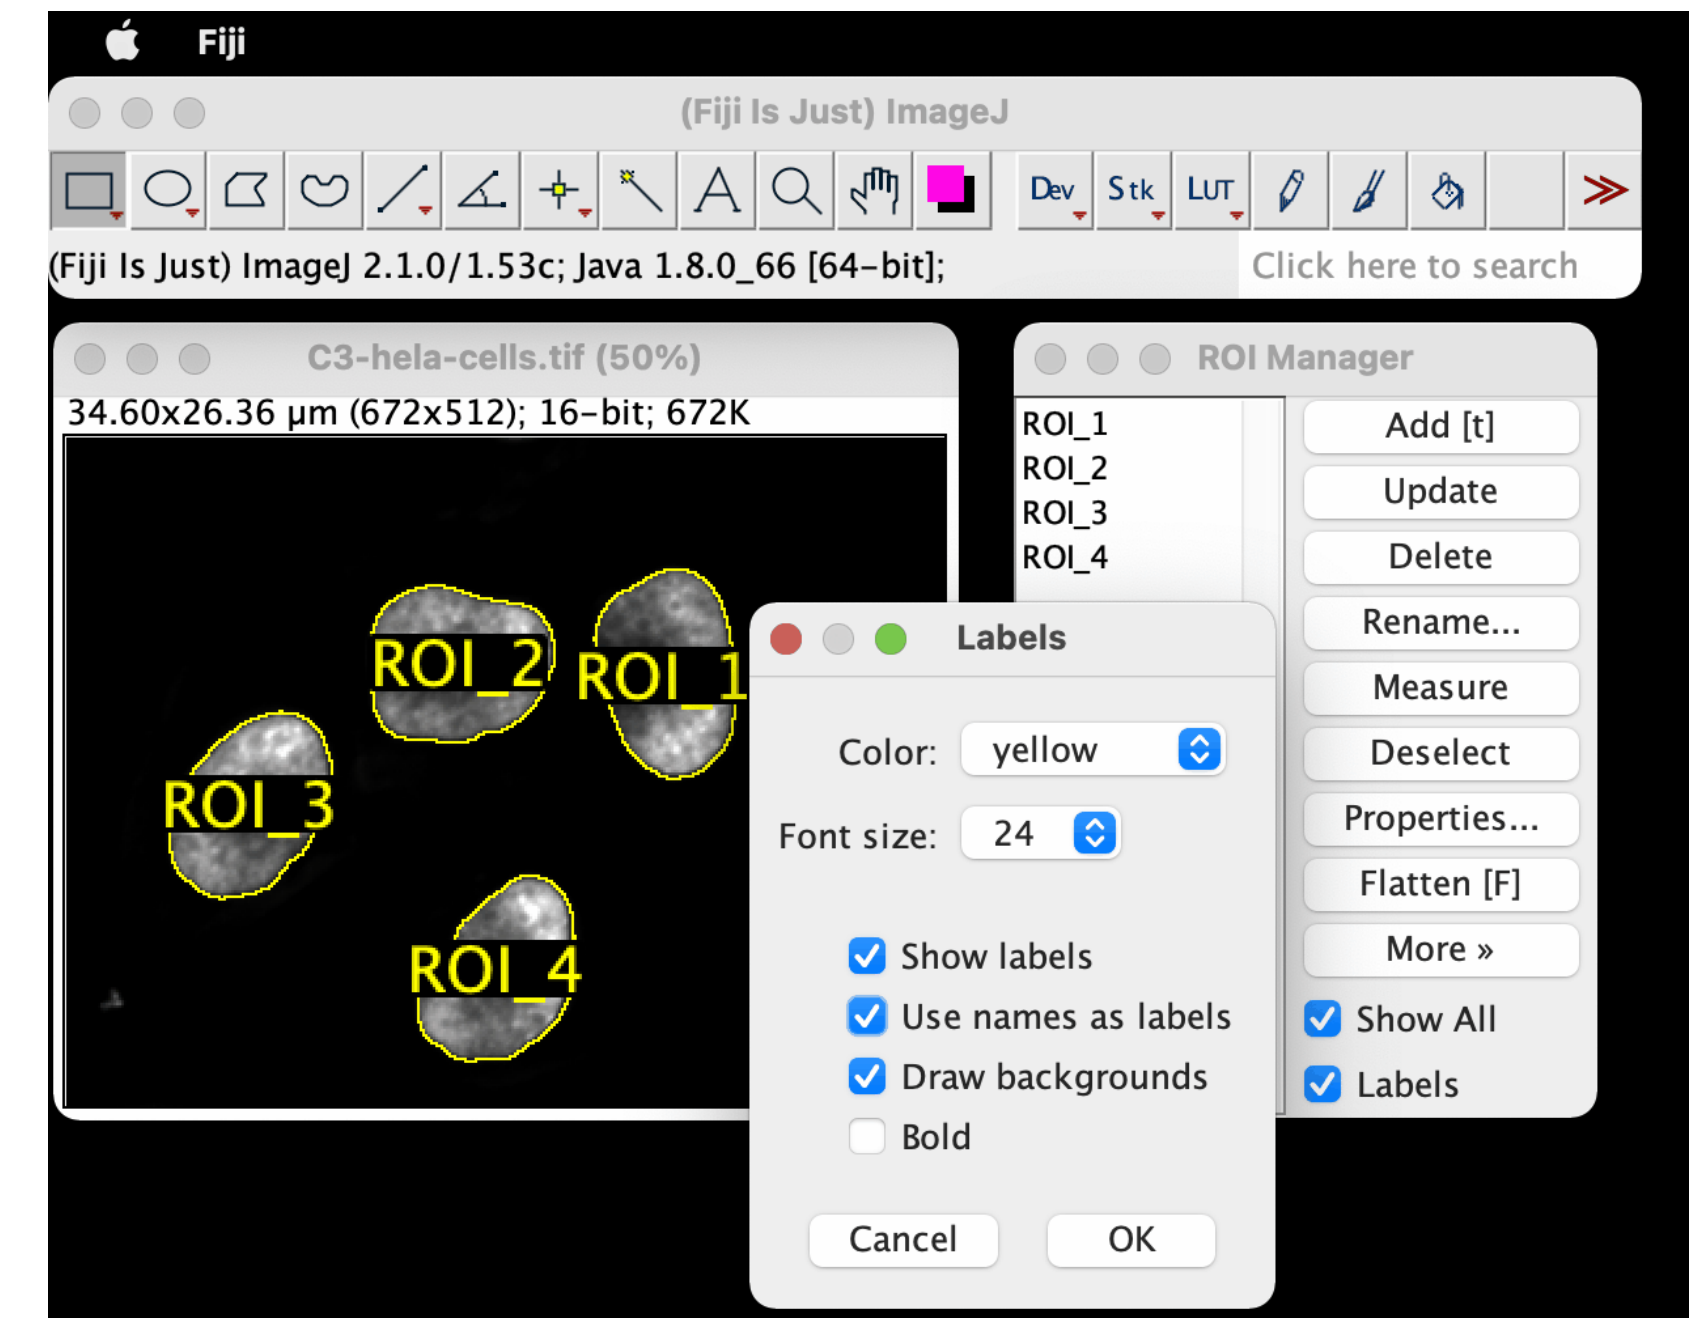 Fiji
(Fiji Is Just) ImageJ
Dev Stk LUT
(Fiji Is Just) ImageJ 2.1.0/1.53c; Java 1.8.0_66 [64-bit];
Click here to search
C3-hela-cells.tif (50%)
34.60x26.36 µm (672x512); 16-bit; 672K
ROI_2
ROI_1
ROI_3
ROI_4
ROI Manager
ROI_1
ROI_2
ROI_3
ROI_4
Add [t]
Update
Delete
Rename...
Measure
Deselect
Properties...
Flatten [F]
More »
Show All
Labels
Labels
Color: yellow
Font size: 24
Show labels
Use names as labels
Draw backgrounds
Bold
Cancel OK